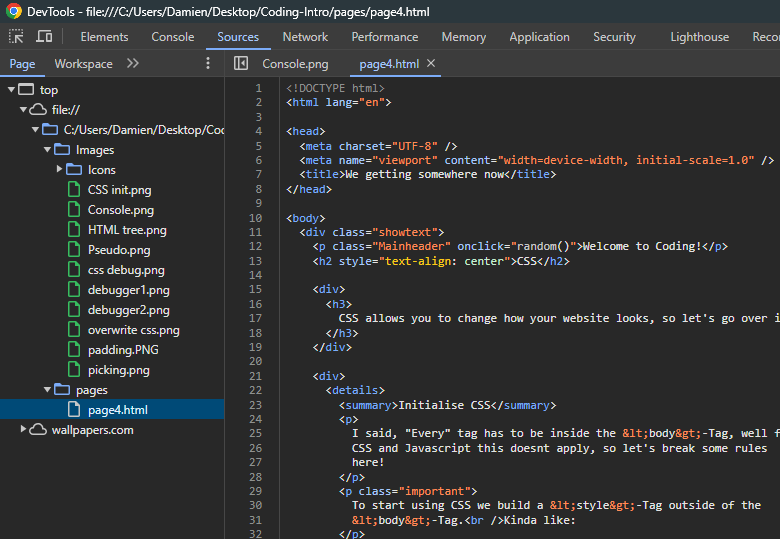 DevTools - file:///C:/Users/Damien/Desktop/Coding-Intro/pages/page4.html
Elements Console Sources Network Performance Memory Application Security Lighthouse
Page Workspace
Console.png page4.html
top
file://
C:/Users/Damien/Desktop/
Images
Icons
CSS init.png
Console.png
HTML tree.png
Pseudo.png
css debug.png
debugger1.png
debugger2.png
overwrite css.png
padding.PNG
picking.png
pages
page4.html
wallpapers.com
1 <!DOCTYPE html>
2 <html lang="en">
3
4 <head>
5 <meta charset="UTF-8" />
6 <meta name="viewport" content="width=device-width, initial-scale=1.0" />
7 <title>We getting somewhere now</title>
8 </head>
9
10 <body>
11 <div class="showtext">
12 <p class="Mainheader" onclick="random()">Welcome to Coding!</p>
13 <h2 style="text-align: center">CSS</h2>
14
15 <div>
16 <h3>
17 CSS allows you to change how your website looks, so let's go over
18 </h3>
19 </div>
20
21 <div>
22 <details>
23 <summary>Initialise CSS</summary>
24 <p>
25 I said, "Every" tag has to be inside the &lt;body&gt;-Tag, well
26 CSS and Javascript this doesnt apply, so let's break some rules
27 here!
28 </p>
29 <p class="important">
30 To start using CSS we build a &lt;style&gt;-Tag outside of the
31 &lt;body&gt;-Tag.<br />Kinda like:
32 </p>